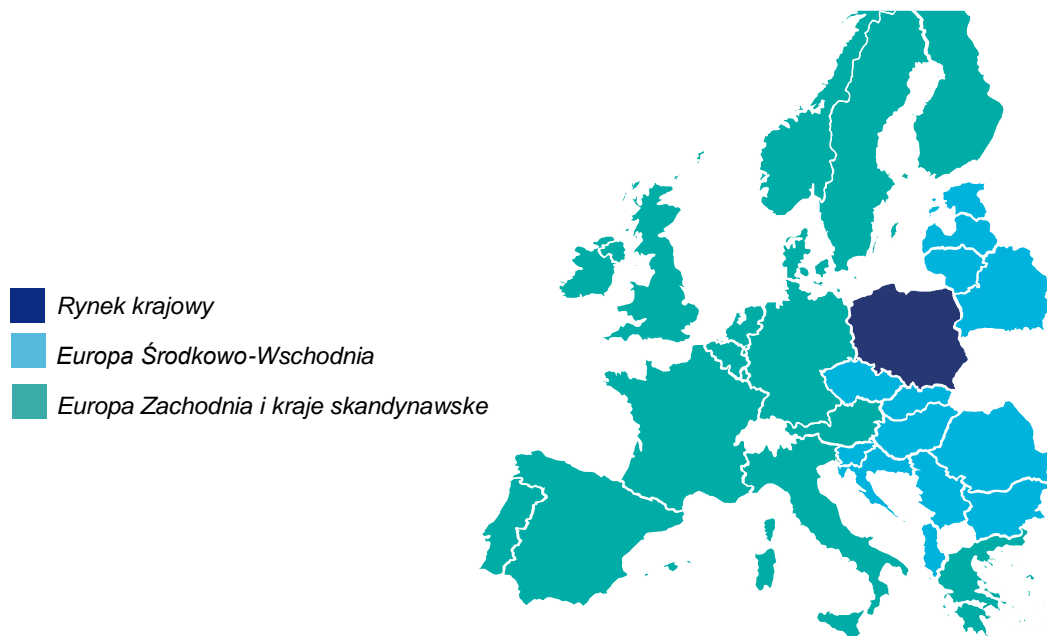 Rynek krajowy
Europa Środkowo-Wschodnia
Europa Zachodnia i kraje skandynawske